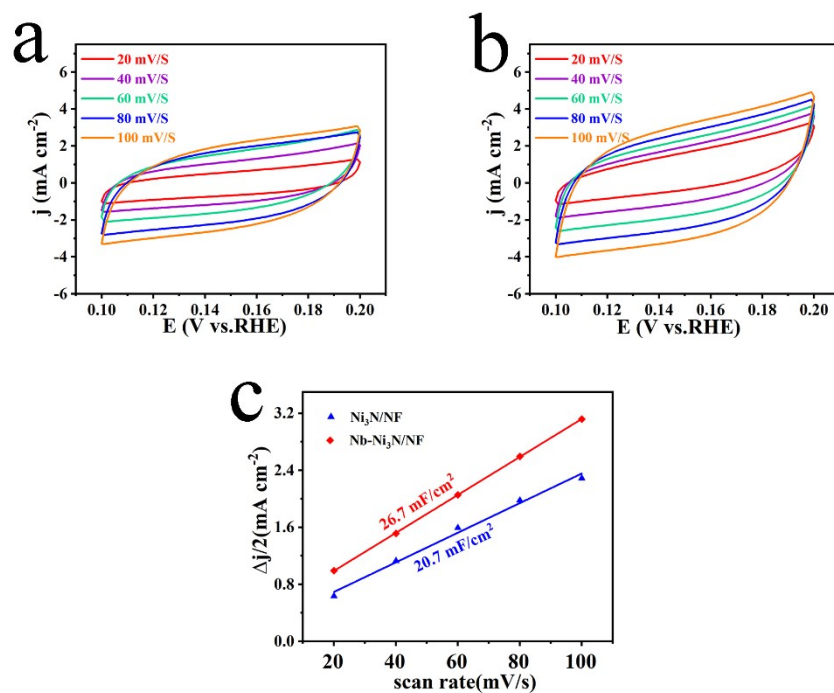 a
6
4
2
0
-2
-4
-6
j (mA cm⁻²)
20 mV/S
40 mV/S
60 mV/S
80 mV/S
100 mV/S
0.10 0.12 0.14 0.16 0.18 0.20
E (V vs.RHE)
b
6
4
2
0
-2
-4
-6
j (mA cm⁻²)
20 mV/S
40 mV/S
60 mV/S
80 mV/S
100 mV/S
0.10 0.12 0.14 0.16 0.18 0.20
E (V vs.RHE)
c
3.2
2.4
1.6
0.8
0.0
Δj/2(mA cm⁻²)
Ni₃N/NF
Nb-Ni₃N/NF
26.7 mF/cm²
20.7 mF/cm²
20 40 60 80 100
scan rate(mV/s)